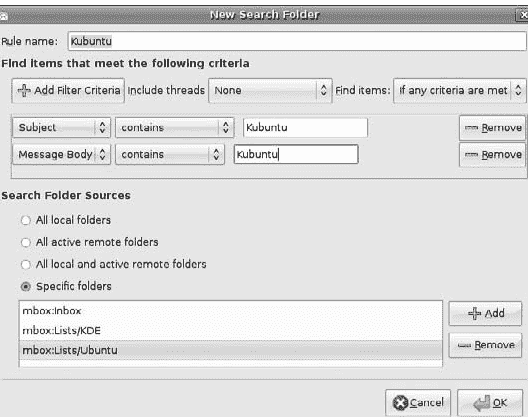 New Search Folder
Rule name: Kubuntu
Find items that meet the following criteria
Add Filter Criteria Include threads None Find items: If any criteria are met
Subject contains Kubuntu Remove
Message Body contains Kubuntu Remove
Search Folder Sources
All local folders
All active remote folders
All local and active remote folders
Specific folders
mbox:Inbox Add
mbox:Lists/KDE
mbox:Lists/Ubuntu Remove
Cancel OK